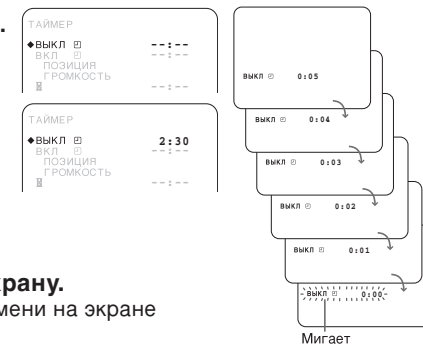 .
ТАЙМЕР
◆ВЫКЛ --:--
ВКЛ --:--
ПОЗИЦИЯ
ГРОМКОСТЬ
--:--
ТАЙМЕР
◆ВЫКЛ 2:30
ВКЛ --:--
ПОЗИЦИЯ
ГРОМКОСТЬ
--:--
ВЫКЛ 0:05
ВЫКЛ 0:04
ВЫКЛ 0:03
ВЫКЛ 0:02
ВЫКЛ 0:01
ВЫКЛ 0:00
Мигает
крану.
мени на экране